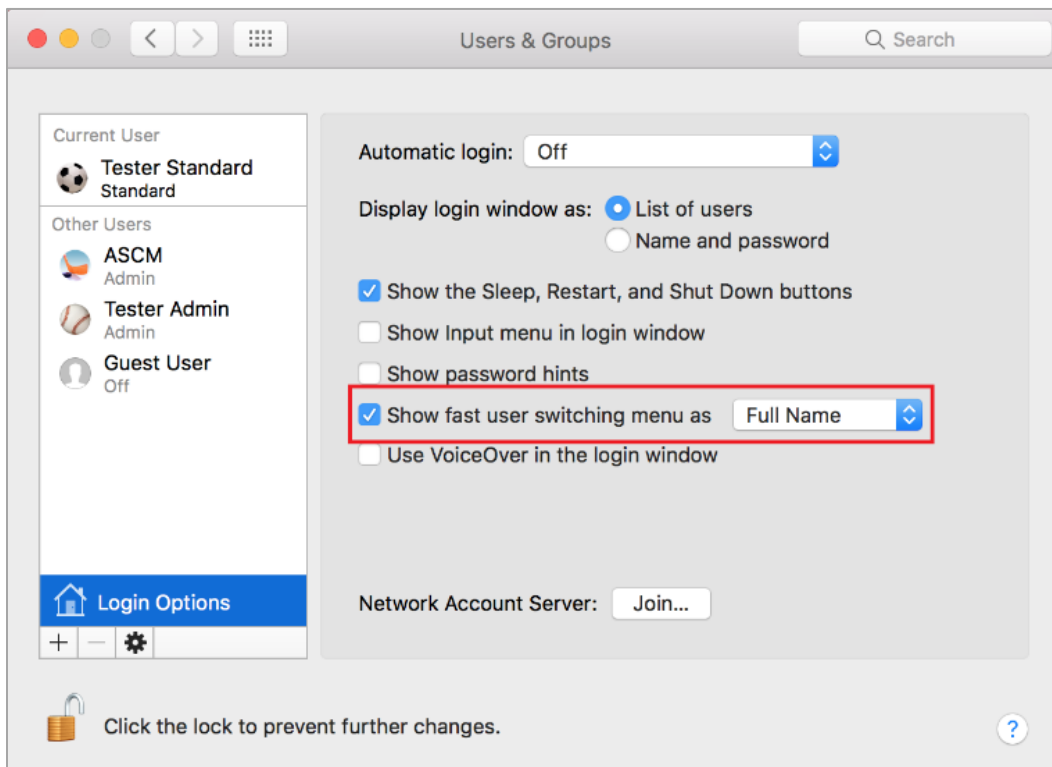 Users & Groups
Search
Current User
Tester Standard
Standard
Other Users
ASCM
Admin
Tester Admin
Admin
Guest User
Off
Login Options
Automatic login: Off
Display login window as: List of users
Name and password
Show the Sleep, Restart, and Shut Down buttons
Show Input menu in login window
Show password hints
Show fast user switching menu as Full Name
Use VoiceOver in the login window
Network Account Server: Join...
Click the lock to prevent further changes.
?